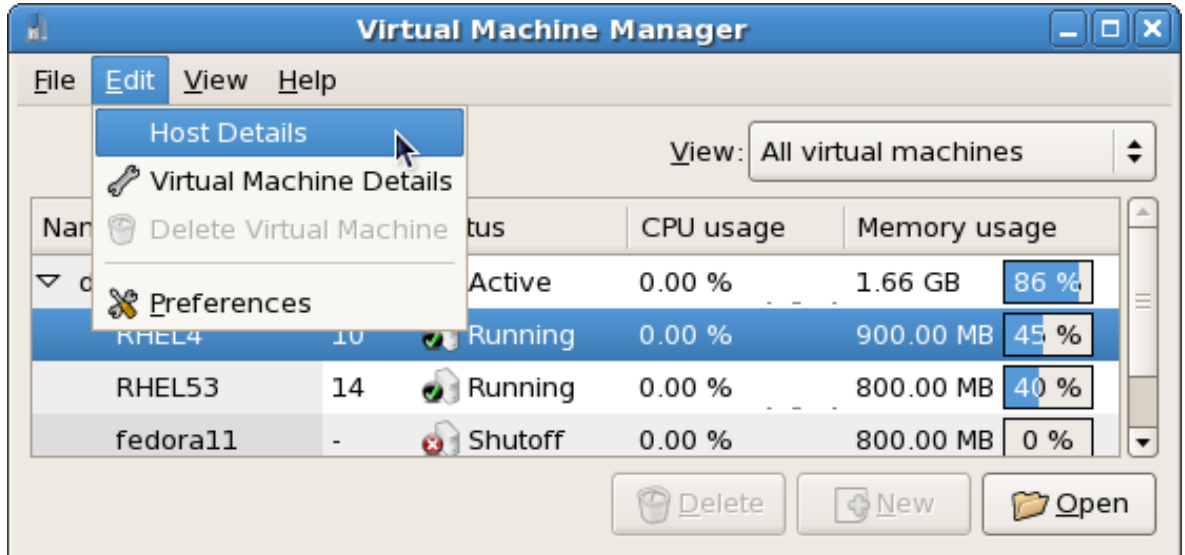 Virtual Machine Manager
File Edit View Help
Host Details
View: All virtual machines
Virtual Machine Details
Delete Virtual Machine
CPU usage Memory usage
Active 0.00 % 1.66 GB 86 %
Preferences
RHEL4 10 Running 0.00 % 900.00 MB 45 %
RHEL53 14 Running 0.00 % 800.00 MB 40 %
fedora11 - Shutoff 0.00 % 800.00 MB 0 %
Delete New Open